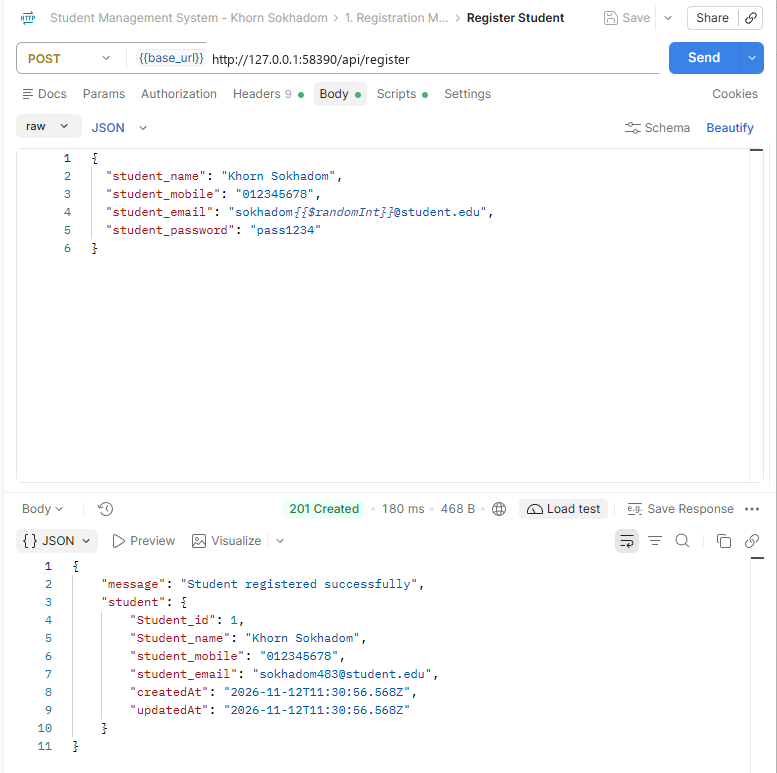 HTTP Student Management System - Khorn Sokhadom > 1. Registration M... > Register Student Save Share
POST {{base_url}} http://127.0.0.1:58390/api/register Send
Docs Params Authorization Headers 9 Body Scripts Settings Cookies
raw JSON Schema Beautify
1 {
2 "student_name": "Khorn Sokhadom",
3 "student_mobile": "012345678",
4 "student_email": "sokhadom{{$randomInt}}@student.edu",
5 "student_password": "pass1234"
6 }
Body 201 Created • 180 ms • 468 B • Load test e.g. Save Response
{} JSON Preview Visualize
1 {
2 "message": "Student registered successfully",
3 "student": {
4 "Student_id": 1,
5 "Student_name": "Khorn Sokhadom",
6 "student_mobile": "012345678",
7 "student_email": "sokhadom483@student.edu",
8 "createdAt": "2026-11-12T11:30:56.568Z",
9 "updatedAt": "2026-11-12T11:30:56.568Z"
10 }
11 }